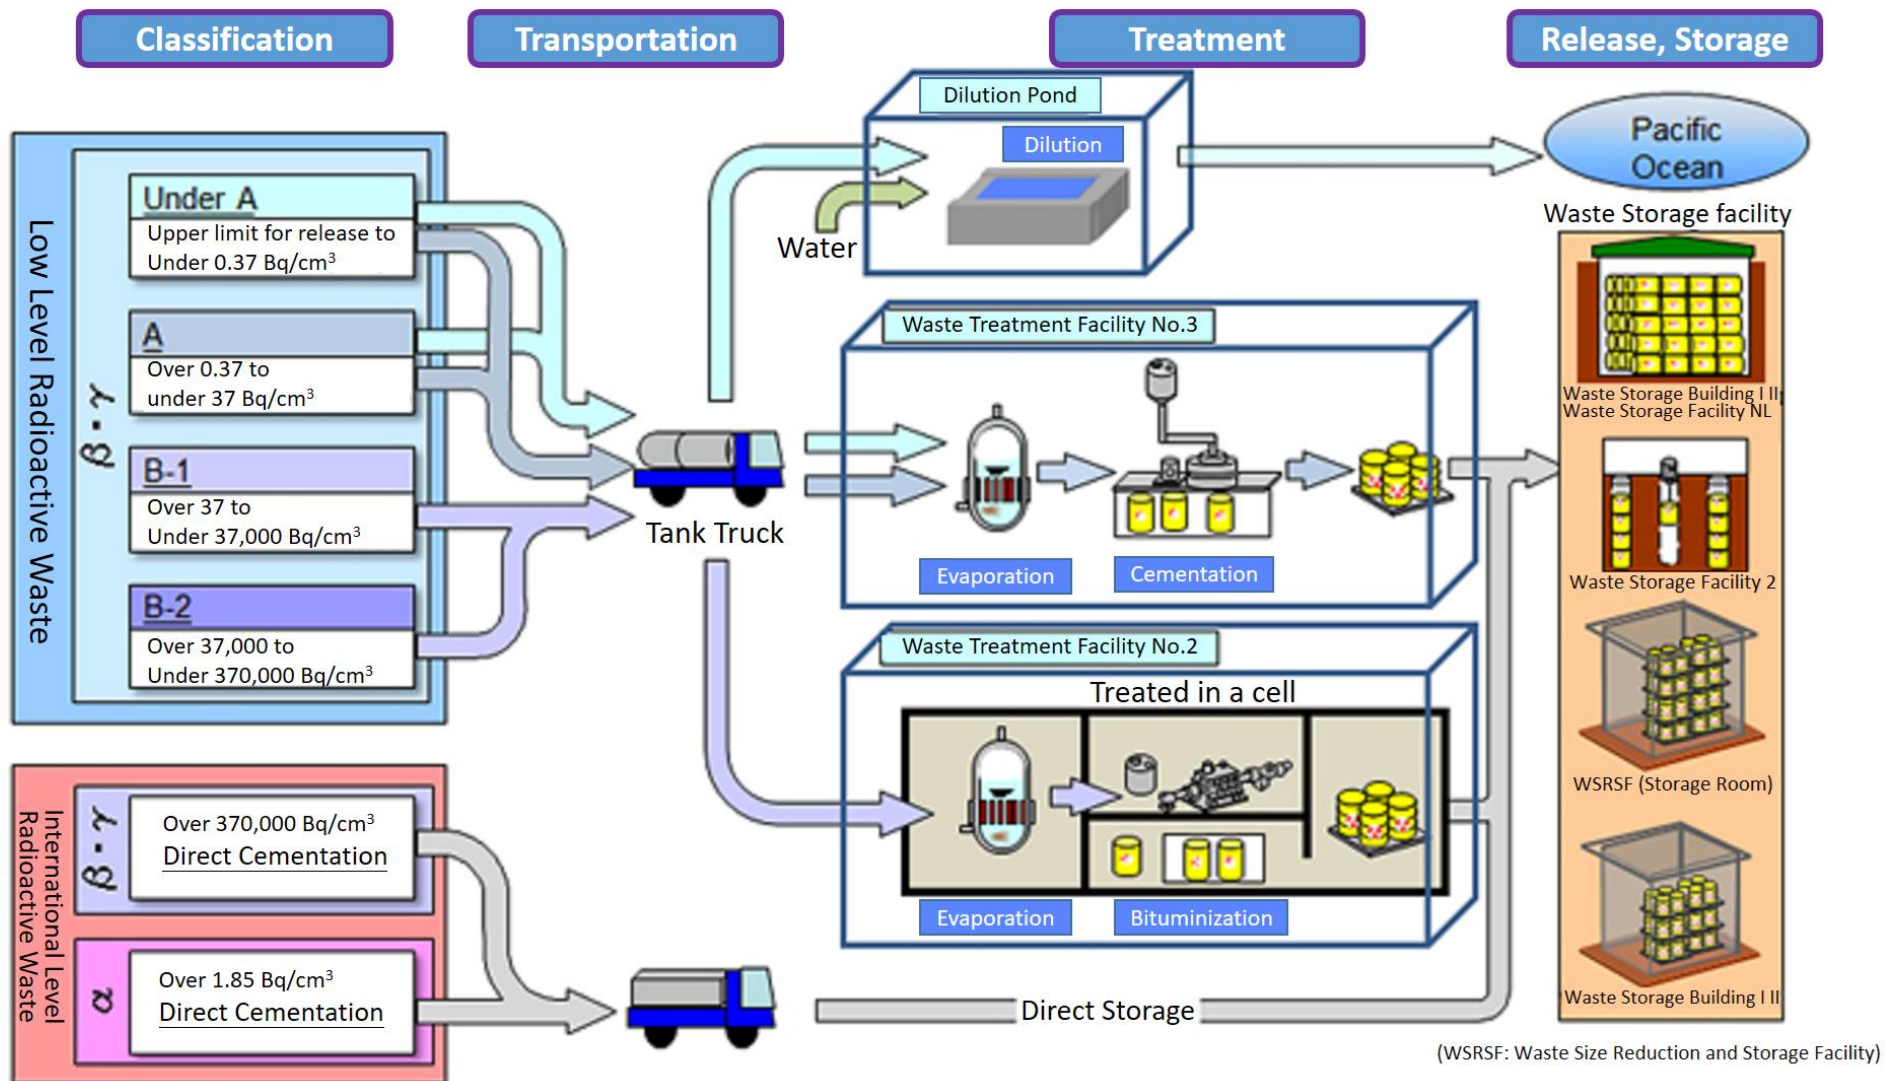 Classification
Transportation
Treatment
Release, Storage
Low Level Radioactive Waste
β・γ
Under A
Upper limit for release to
Under 0.37 Bq/cm³
A
Over 0.37 to
under 37 Bq/cm³
B-1
Over 37 to
Under 37,000 Bq/cm³
B-2
Over 37,000 to
Under 370,000 Bq/cm³
International Level
Radioactive Waste
β・γ
Over 370,000 Bq/cm³
Direct Cementation
α
Over 1.85 Bq/cm³
Direct Cementation
Tank Truck
Dilution Pond
Dilution
Water
Waste Treatment Facility No.3
Evaporation
Cementation
Waste Treatment Facility No.2
Treated in a cell
Evaporation
Bituminization
Direct Storage
Pacific
Ocean
Waste Storage facility
Waste Storage Building I II,
Waste Storage Facility NL
Waste Storage Facility 2
WSRSF (Storage Room)
Waste Storage Building I II
(WSRSF: Waste Size Reduction and Storage Facility)